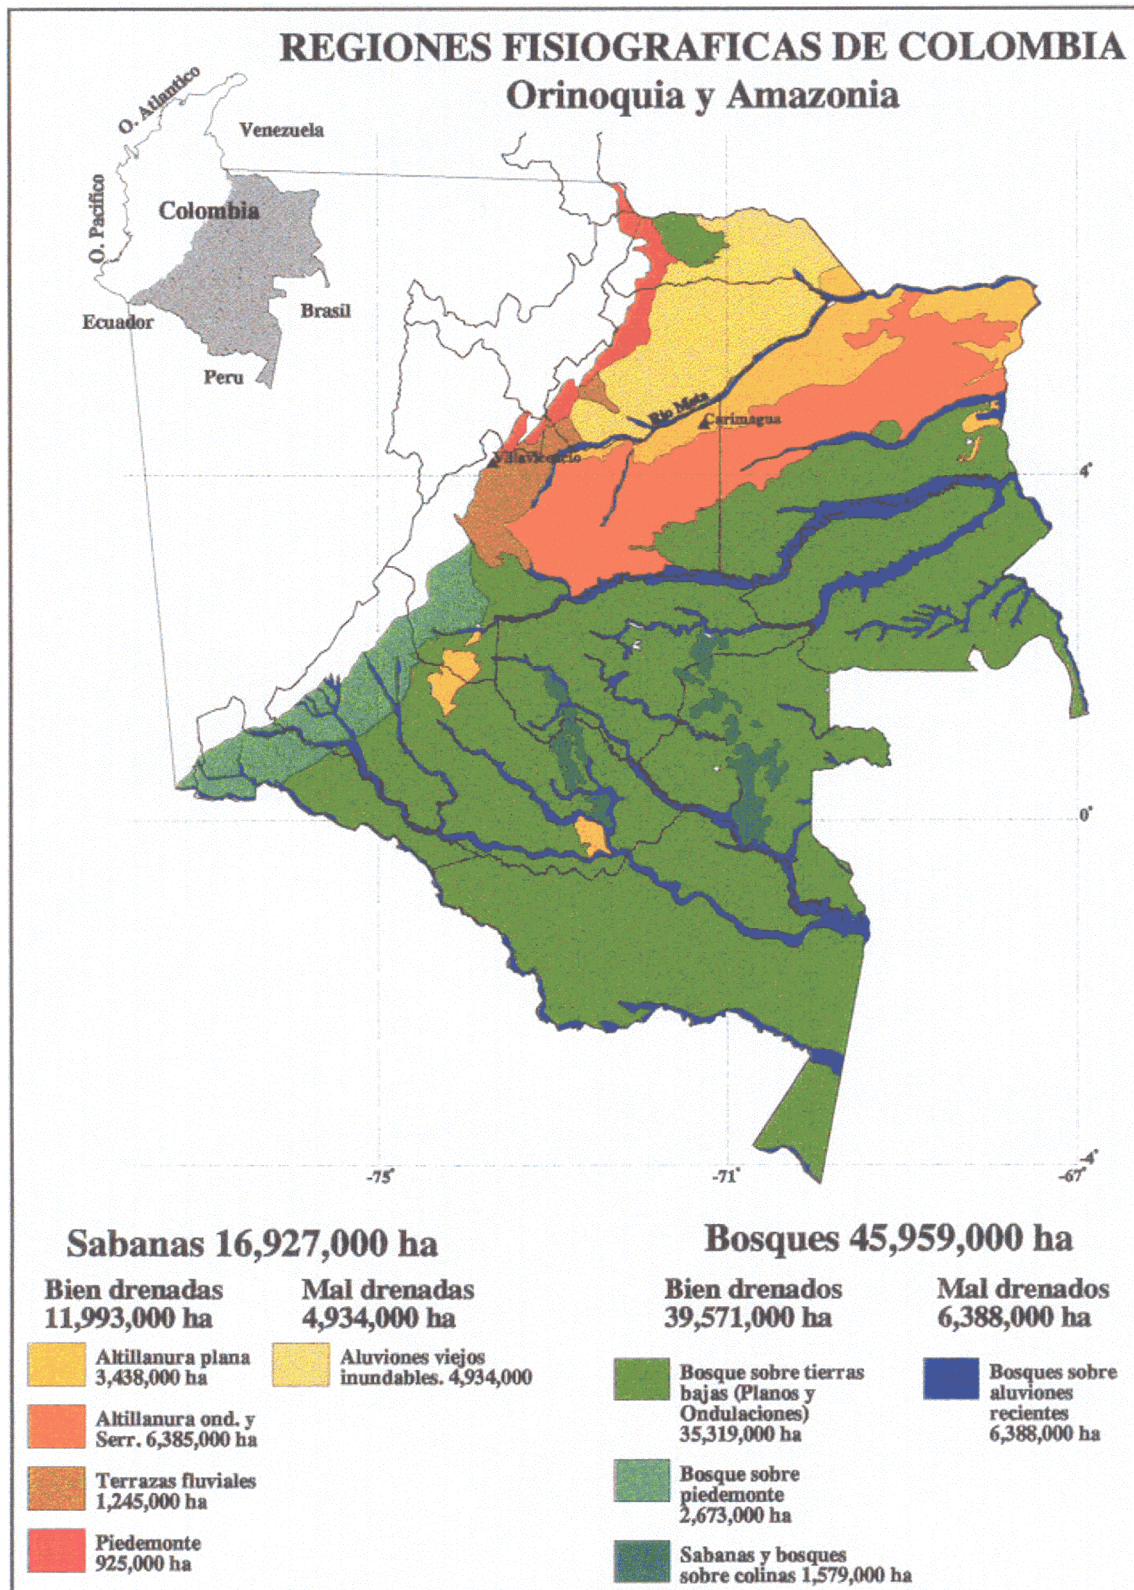 REGIONES FISIOGRAFICAS DE COLOMBIA
Orinoquia y Amazonia
O. Atlantico
Venezuela
O. Pacífico
Colombia
Brasil
Ecuador
Peru
Rio Meta
Carimagua
Villavicencio
4°
0°
-4°
-75°
-71°
-67°
Sabanas 16,927,000 ha
Bien drenadas
11,993,000 ha
Altillanura plana
3,438,000 ha
Altillanura ond. y
Serr. 6,385,000 ha
Terrazas fluviales
1,245,000 ha
Piedemonte
925,000 ha
Mal drenadas
4,934,000 ha
Aluviones viejos
inundables. 4,934,000
Bosques 45,959,000 ha
Bien drenados
39,571,000 ha
Bosque sobre tierras
bajas (Planos y
Ondulaciones)
35,319,000 ha
Bosque sobre
piedemonte
2,673,000 ha
Sabanas y bosques
sobre colinas 1,579,000 ha
Mal drenados
6,388,000 ha
Bosques sobre
aluviones
recientes
6,388,000 ha